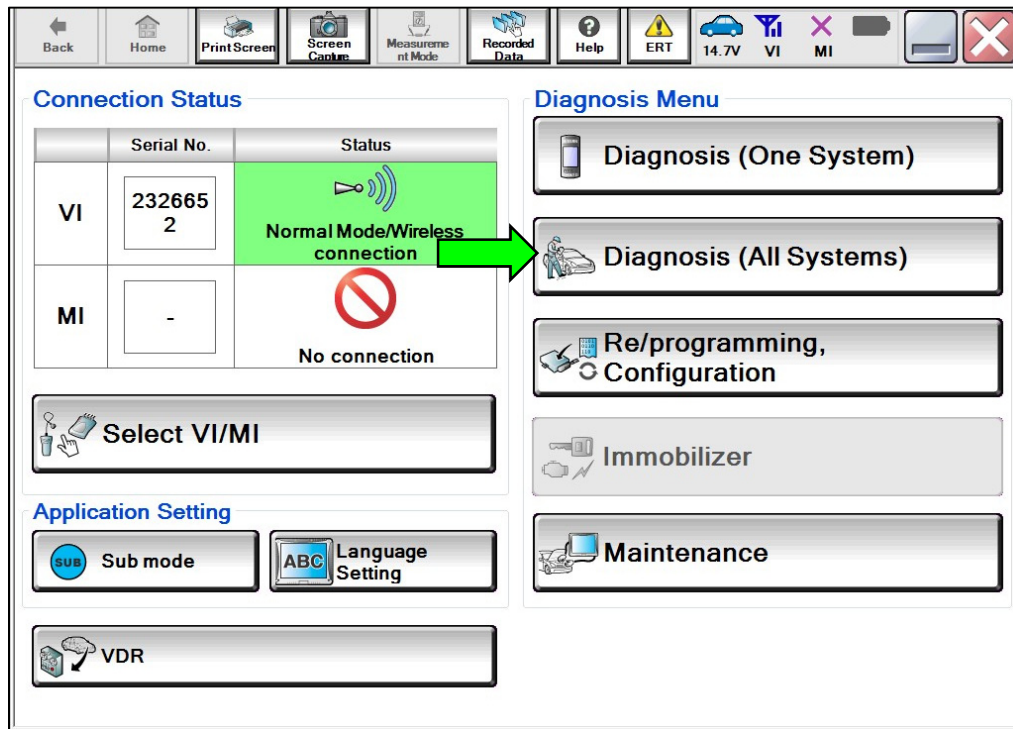 Back
Home
Print Screen
Screen
Capture
Measureme
nt Mode
Recorded
Data
Help
ERT
14.7V
VI
MI
Connection Status
Serial No.
Status
VI
232665
2
Normal Mode/Wireless
connection
MI
-
No connection
Select VI/MI
Application Setting
SUB
Sub mode
ABC
Language
Setting
VDR
Diagnosis Menu
Diagnosis (One System)
Diagnosis (All Systems)
Re/programming,
Configuration
Immobilizer
Maintenance